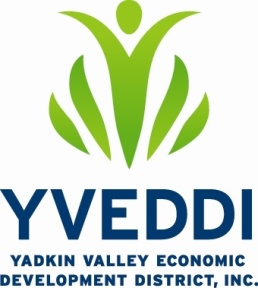 YVEDDI
YADKIN VALLEY ECONOMIC
DEVELOPMENT DISTRICT, INC.